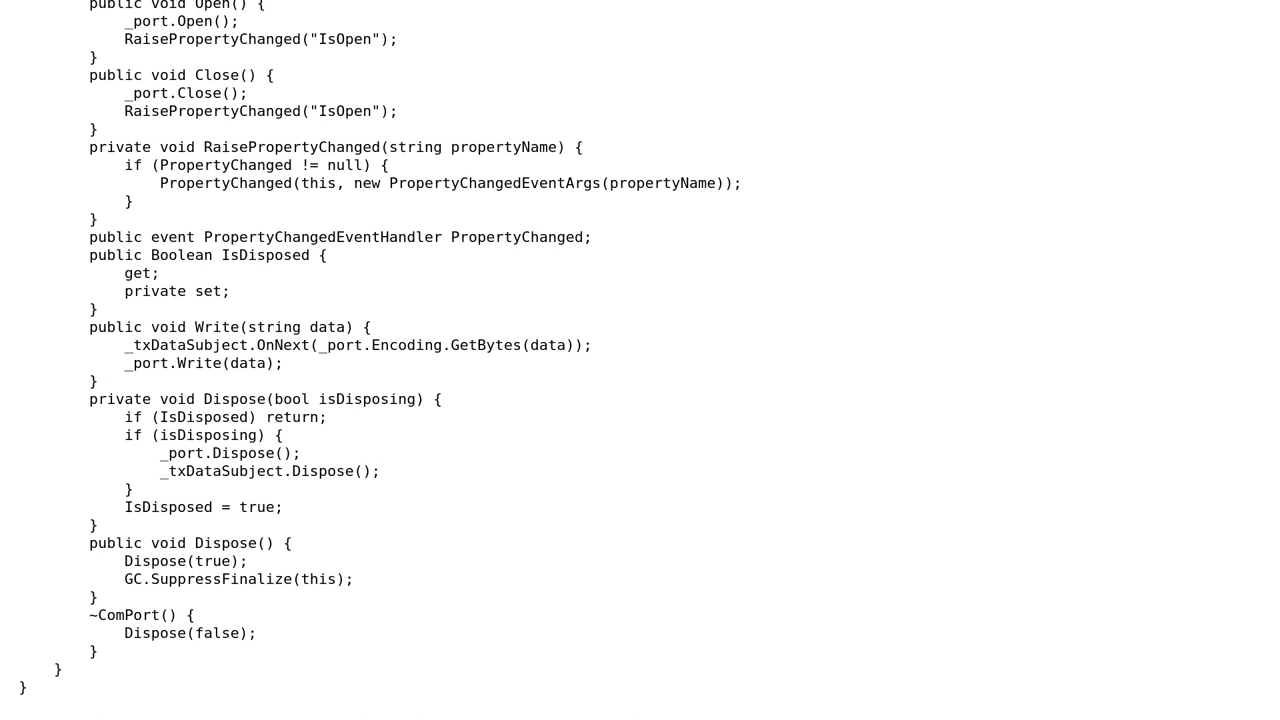 public void Open() {
            _port.Open();
            RaisePropertyChanged("IsOpen");
        }
        public void Close() {
            _port.Close();
            RaisePropertyChanged("IsOpen");
        }
        private void RaisePropertyChanged(string propertyName) {
            if (PropertyChanged != null) {
                PropertyChanged(this, new PropertyChangedEventArgs(propertyName));
            }
        }
        public event PropertyChangedEventHandler PropertyChanged;
        public Boolean IsDisposed {
            get;
            private set;
        }
        public void Write(string data) {
            _txDataSubject.OnNext(_port.Encoding.GetBytes(data));
            _port.Write(data);
        }
        private void Dispose(bool isDisposing) {
            if (IsDisposed) return;
            if (isDisposing) {
                _port.Dispose();
                _txDataSubject.Dispose();
            }
            IsDisposed = true;
        }
        public void Dispose() {
            Dispose(true);
            GC.SuppressFinalize(this);
        }
        ~ComPort() {
            Dispose(false);
        }
    }
}